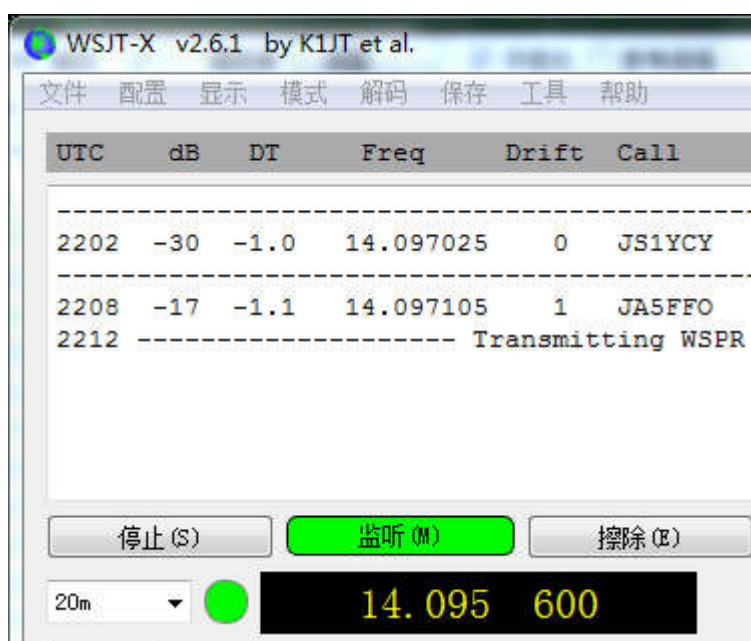 WSJT-X v2.6.1 by K1JT et al.
文件 配置 显示 模式 解码 保存 工具 帮助
UTC dB DT Freq Drift Call
--------------------------------------------
2202 -30 -1.0 14.097025 0 JS1YCY
--------------------------------------------
2208 -17 -1.1 14.097105 1 JA5FFO
2212 -------------------- Transmitting WSPR
停止(S) 监听(M) 擦除(E)
20m 14.095 600